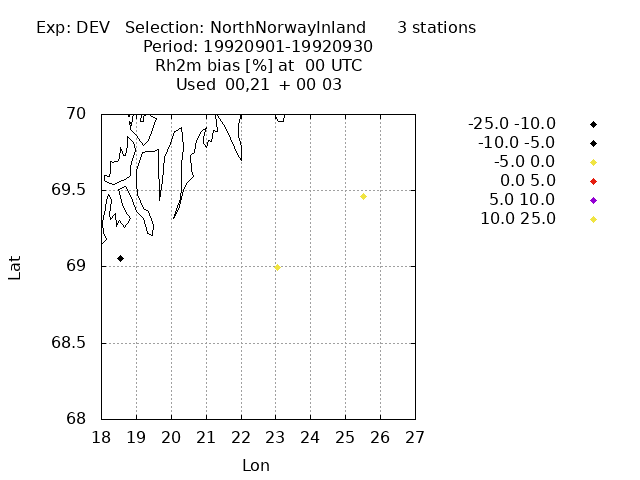 Exp: DEV   Selection: NorthNorwayInland      3 stations
Period: 19920901-19920930
Rh2m bias [%] at  00 UTC
Used  00,21  + 00 03
-25.0 -10.0
-10.0 -5.0
-5.0 0.0
0.0 5.0
5.0 10.0
10.0 25.0
70
69.5
69
68.5
68
Lat
18 19 20 21 22 23 24 25 26 27
Lon